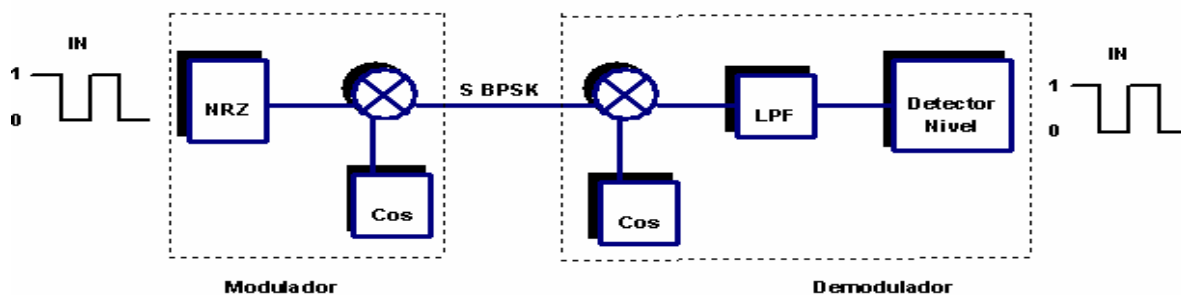 IN
1
0
NRZ
Cos
S BPSK
Cos
LPF
Detector
Nivel
IN
1
0
Modulador
Demodulador